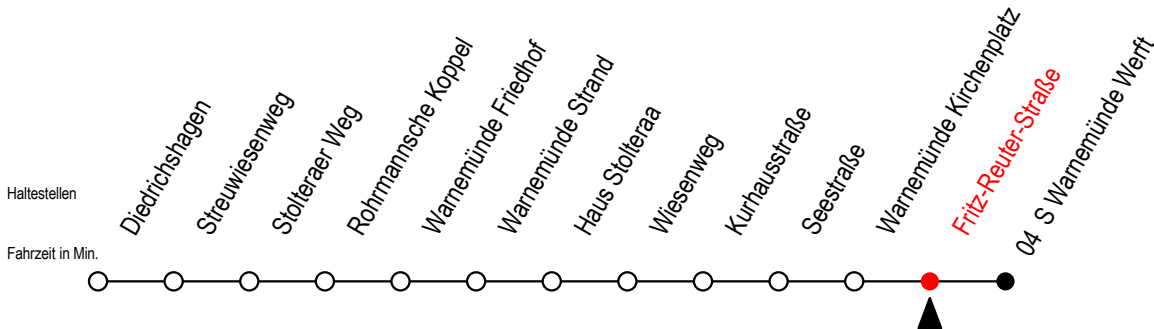 Haltestellen
Fahrzeit in Min.
Diedrichshagen
Streuwiesenweg
Stolteraer Weg
Rohrmannsche Koppel
Warnemünde Friedhof
Warnemünde Strand
Haus Stolteraa
Wiesenweg
Kurhausstraße
Seestraße
Warnemünde Kirchenplatz
Fritz-Reuter-Straße
04 S Warnemünde Werft